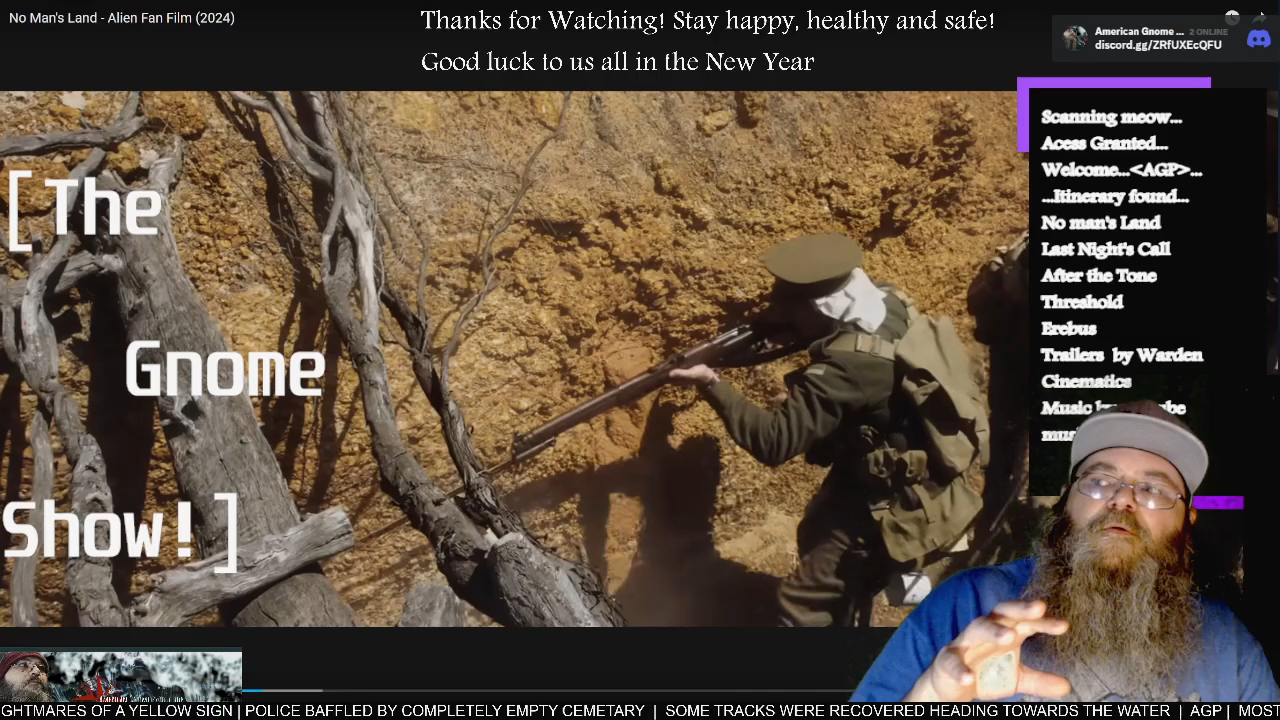 No Man's Land - Alien Fan Film (2024)
Thanks for Watching! Stay happy, healthy and safe!
Good luck to us all in the New Year
American Gnome ... 2 ONLINE
discord.gg/ZRfUXEcQFU
Scanning meow...
Acess Granted...
Welcome...<AGP>...
...Itinerary found...
No man's Land
Last Night's Call
After the Tone
Threshold
Erebus
Trailers by Warden
Cinematics
Music
[ The
Gnome
Show! ]
GHTMARES OF A YELLOW SIGN | POLICE BAFFLED BY COMPLETELY EMPTY CEMETARY | SOME TRACKS WERE RECOVERED HEADING TOWARDS THE WATER | AGP | MOST